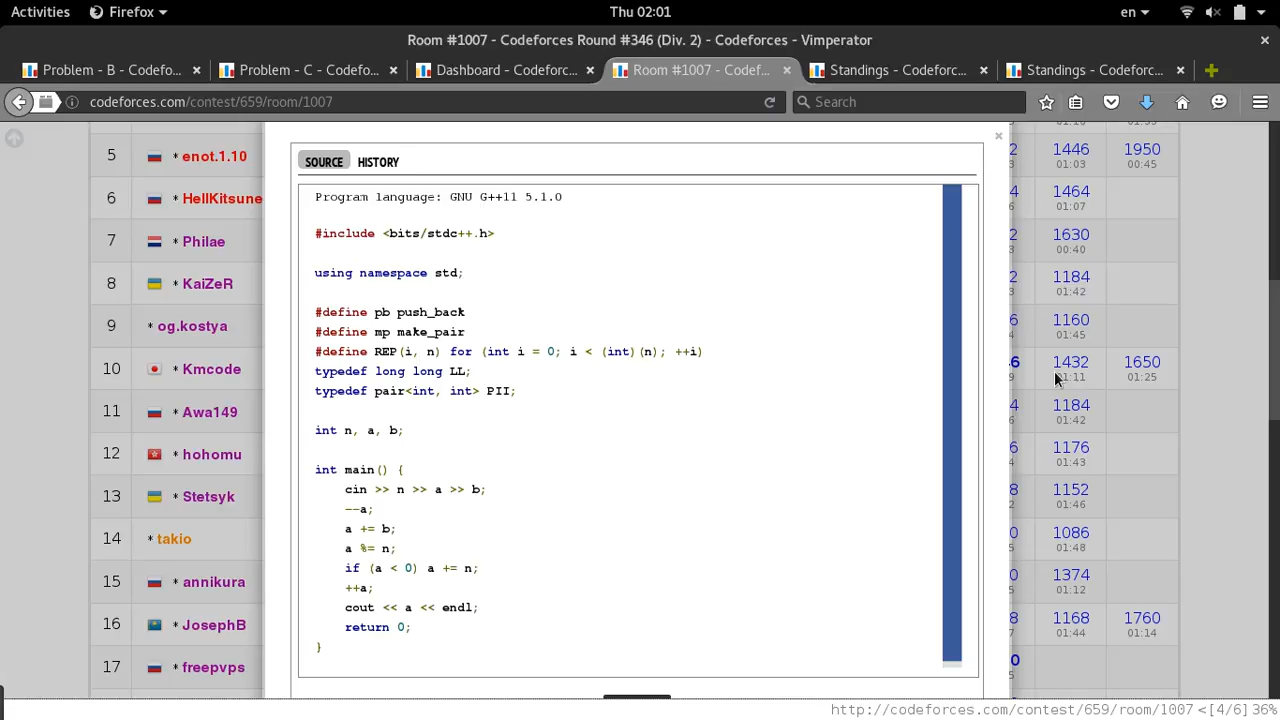 Activities Firefox Thu 02:01 en
Room #1007 - Codeforces Round #346 (Div. 2) - Codeforces - Vimperator
Problem - B - Codefo... Problem - C - Codefo... Dashboard - Codeforc... Room #1007 - Codef... Standings - Codeforc... Standings - Codeforc...
codeforces.com/contest/659/room/1007 Search
SOURCE HISTORY
Program language: GNU G++11 5.1.0
#include <bits/stdc++.h>
using namespace std;
#define pb push_back
#define mp make_pair
#define REP(i, n) for (int i = 0; i < (int)(n); ++i)
typedef long long LL;
typedef pair<int, int> PII;
int n, a, b;
int main() {
cin >> n >> a >> b;
--a;
a += b;
a %= n;
if (a < 0) a += n;
++a;
cout << a << endl;
return 0;
}
5 * enot.1.10 1446 1950
01:03 00:45
6 * HellKitsune 1464
01:07
7 * Philae 1630
00:40
8 * KaiZeR 1184
01:42
9 * og.kostya 1160
01:45
10 * Kmcode 1432 1650
01:11 01:25
11 * Awa149 1184
01:42
12 * hohomu 1176
01:43
13 * Stetsyk 1152
01:46
14 * takio 1086
01:48
15 * annikura 1374
01:12
16 * JosephB 1168 1760
01:44 01:14
17 * freepvps
http://codeforces.com/contest/659/room/1007 <[4/6] 36%